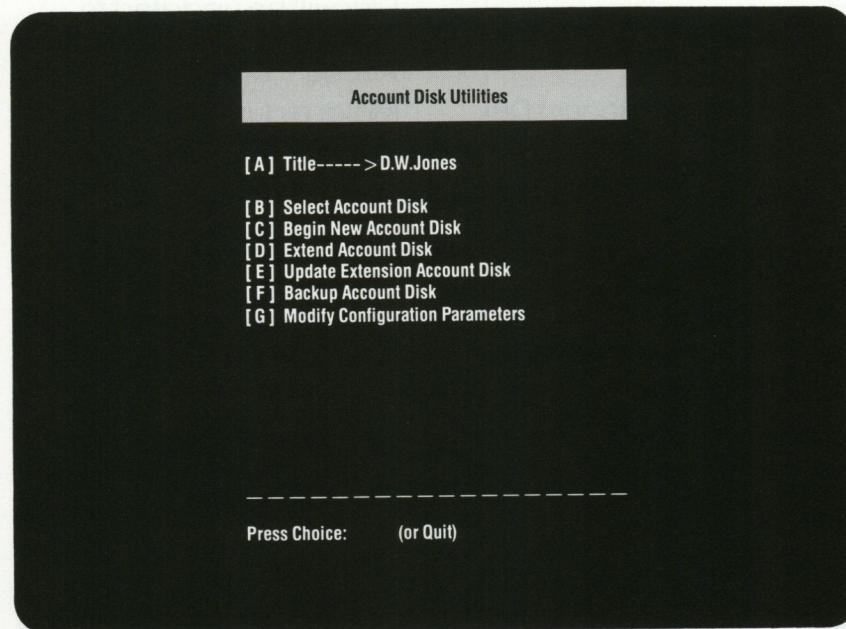 Account Disk Utilities
[A] Title----->D.W.Jones
[B] Select Account Disk
[C] Begin New Account Disk
[D] Extend Account Disk
[E] Update Extension Account Disk
[F] Backup Account Disk
[G] Modify Configuration Parameters
Press Choice: (or Quit)